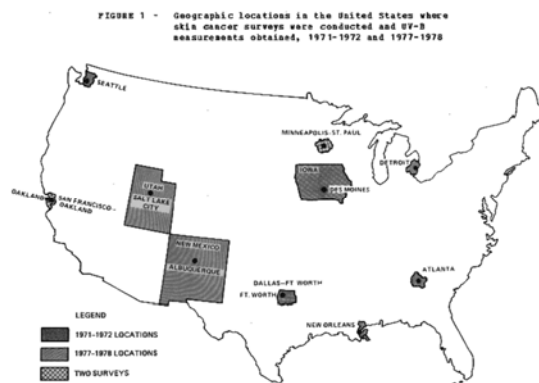 FIGURE 1 - Geographic locations in the United States where
skin cancer surveys were conducted and UV-B
measurements obtained, 1971-1972 and 1977-1978
SEATTLE
MINNEAPOLIS-ST. PAUL
DETROIT
IOWA
DES MOINES
UTAH
SALT LAKE
CITY
OAKLAND
SAN FRANCISCO-
OAKLAND
NEW MEXICO
ALBUQUERQUE
DALLAS-FT WORTH
FT. WORTH
ATLANTA
NEW ORLEANS
LEGEND
1971-1972 LOCATIONS
1977-1978 LOCATIONS
TWO SURVEYS